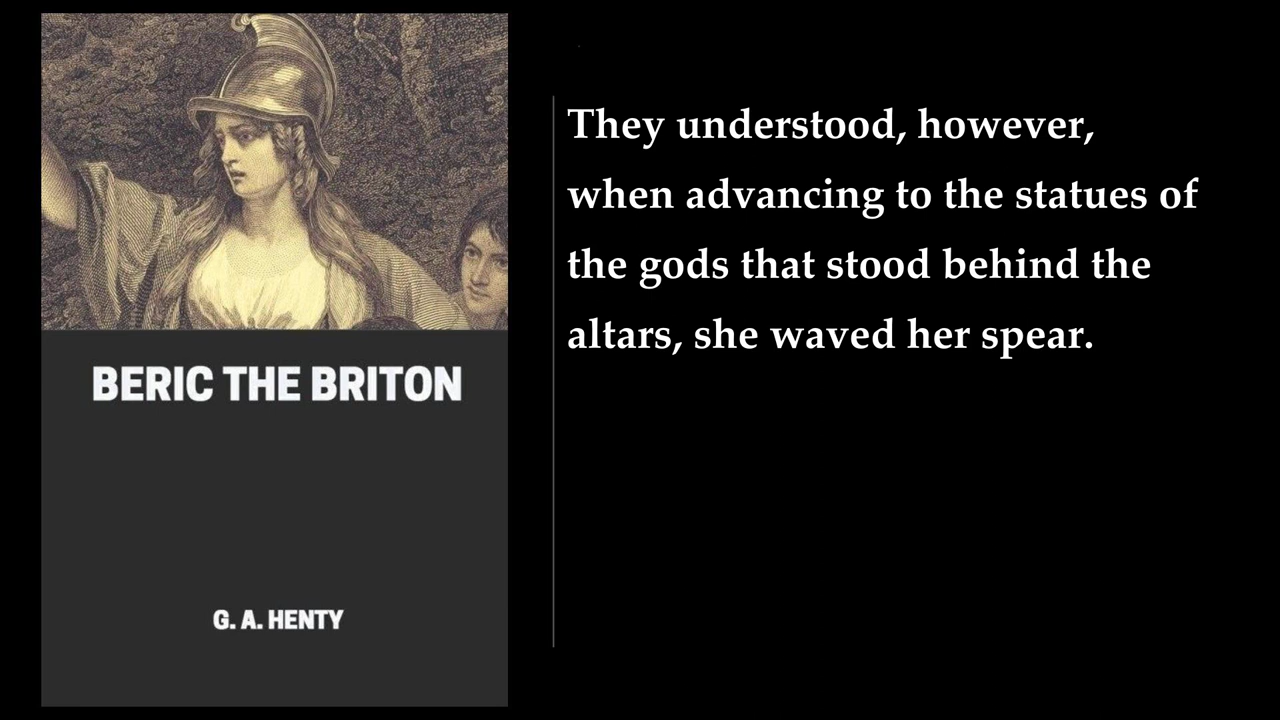 BERIC THE BRITON
G. A. HENTY
They understood, however,
when advancing to the statues of
the gods that stood behind the
altars, she waved her spear.